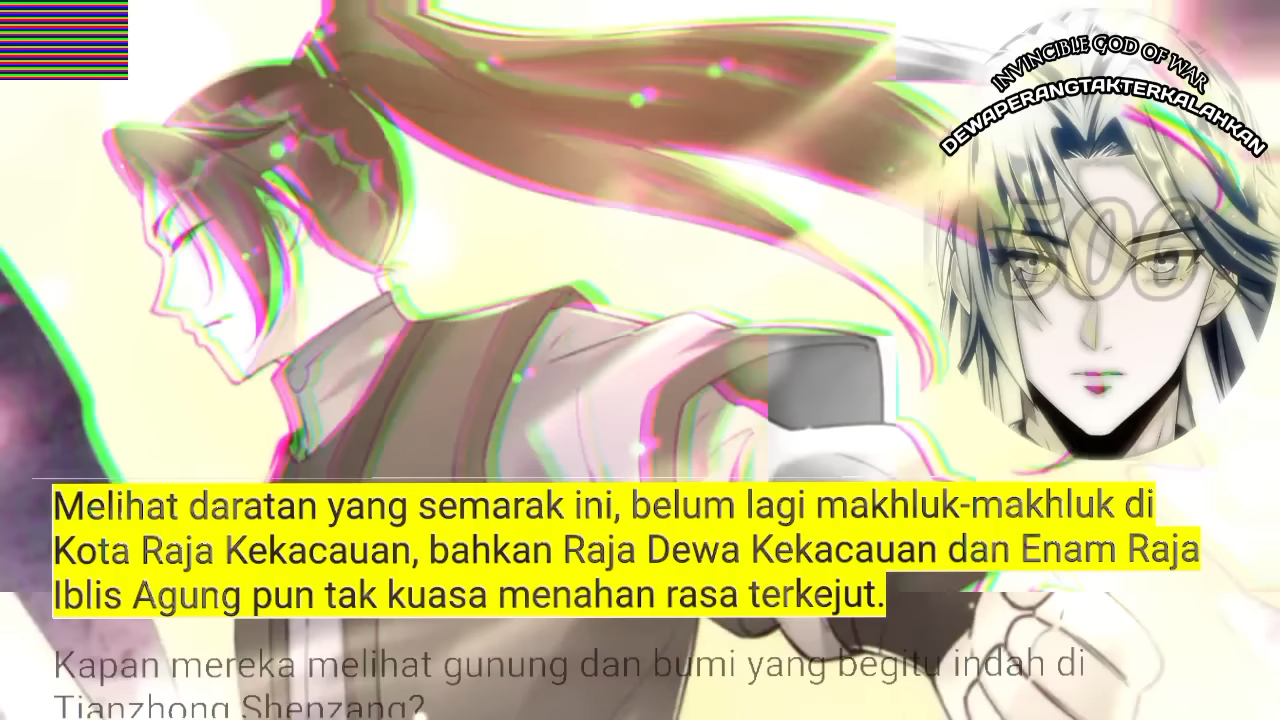 INVINCIBLE GOD OF WAR
DEWAPERANGTAKTERKALAHKAN
506
Melihat daratan yang semarak ini, belum lagi makhluk-makhluk di
Kota Raja Kekacauan, bahkan Raja Dewa Kekacauan dan Enam Raja
Iblis Agung pun tak kuasa menahan rasa terkejut.
Kapan mereka melihat gunung dan bumi yang begitu indah di
Tianzhong Shenzang?